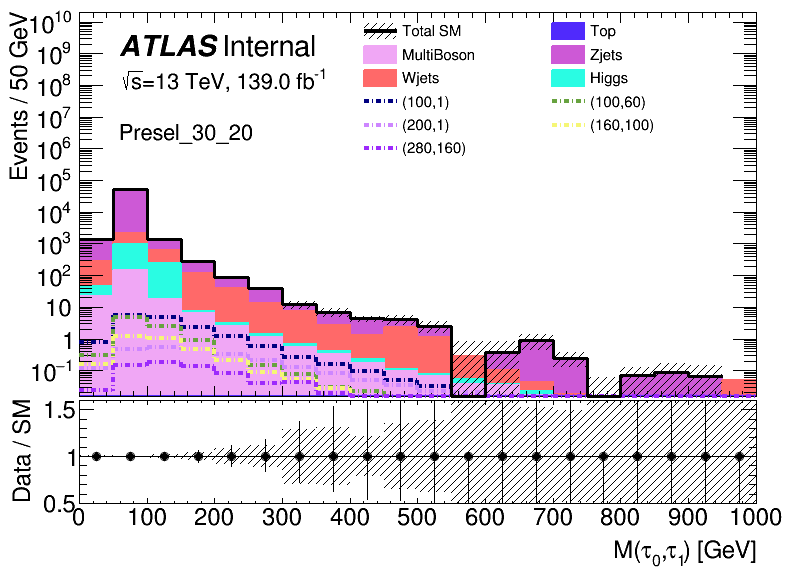 Events / 50 GeV
10¹⁰
10⁹
10⁸
10⁷
10⁶
10⁵
10⁴
10³
10²
10
1
10⁻¹
ATLAS Internal
√s=13 TeV, 139.0 fb⁻¹
Presel_30_20
Total SM
Top
MultiBoson
Zjets
Wjets
Higgs
(100,1)
(100,60)
(200,1)
(160,100)
(280,160)
Data / SM
1.5
1
0.5
0 100 200 300 400 500 600 700 800 900 1000
M(τ₀,τ₁) [GeV]